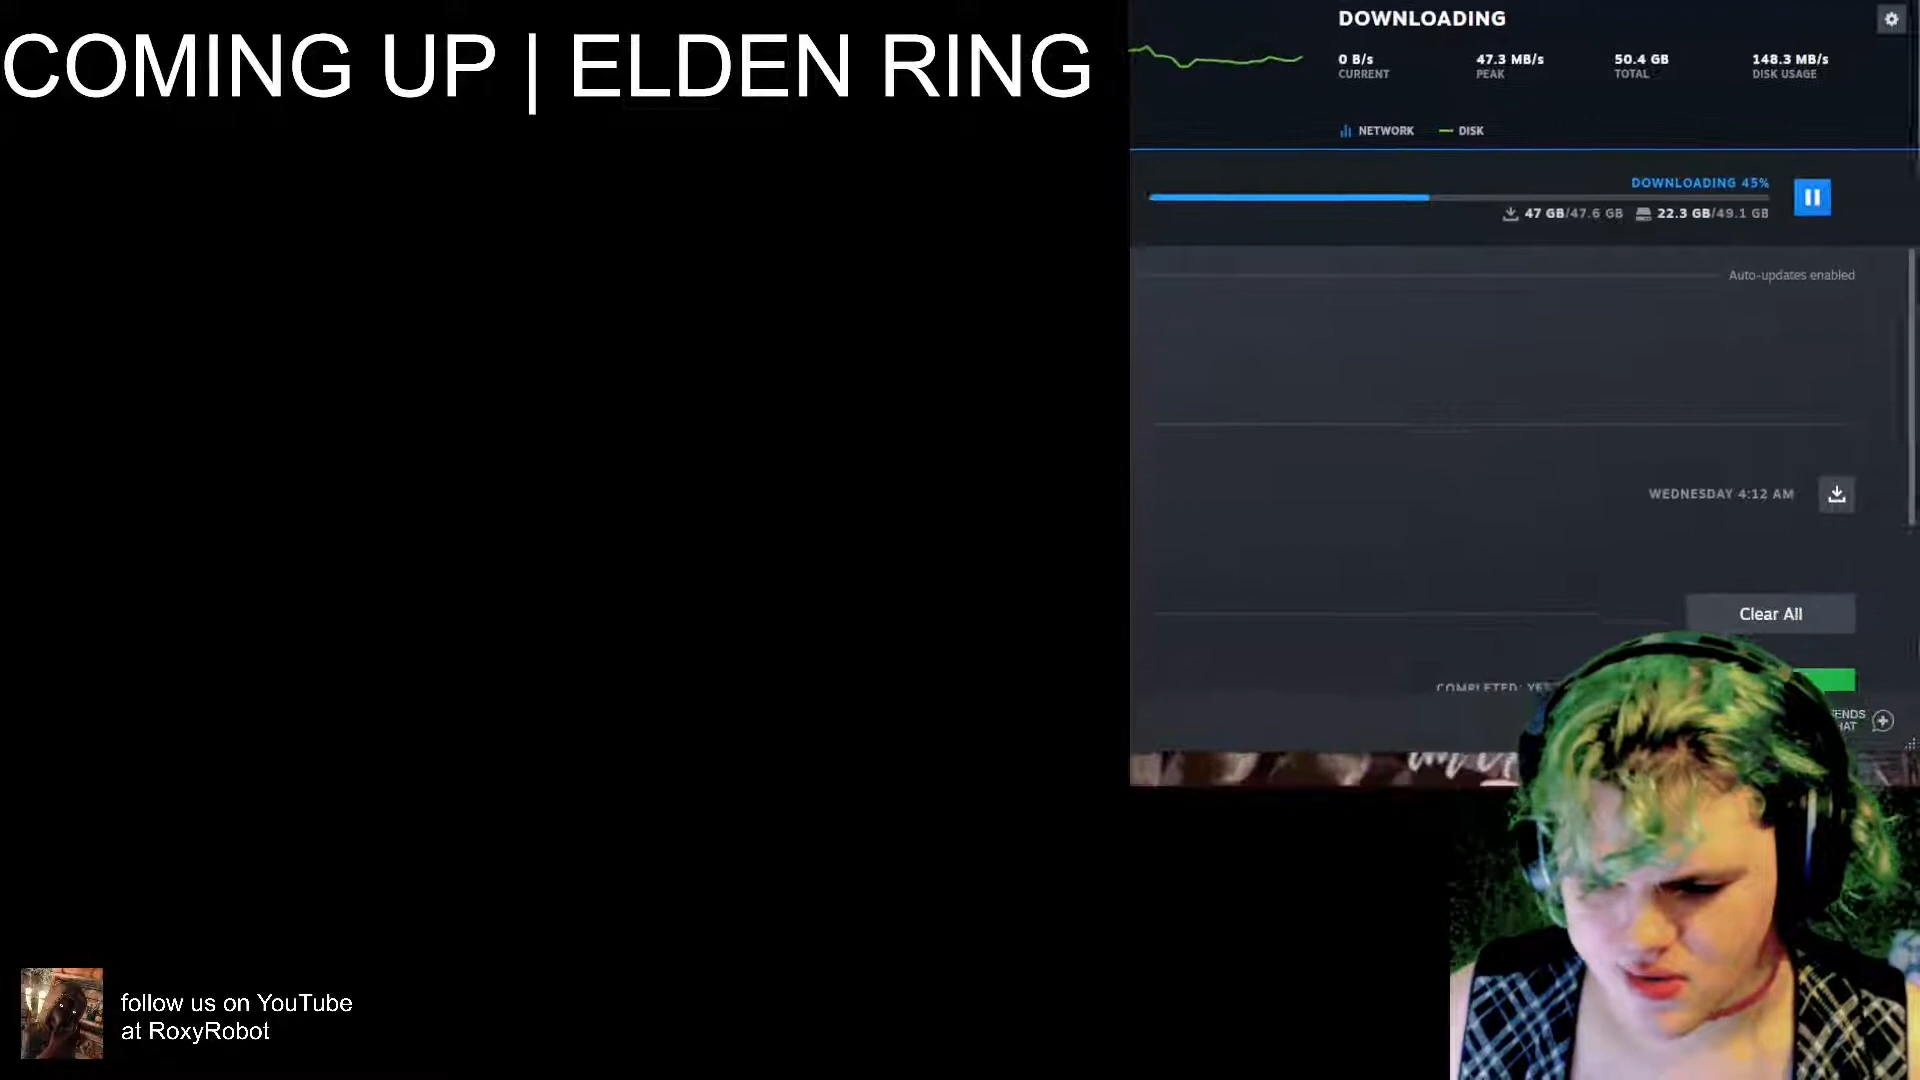 COMING UP | ELDEN RING
DOWNLOADING
0 B/s 47.3 MB/s 50.4 GB 148.3 MB/s
CURRENT PEAK TOTAL DISK USAGE
NETWORK DISK
DOWNLOADING 45%
47 GB/47.6 GB 22.3 GB/49.1 GB
Auto-updates enabled
WEDNESDAY 4:12 AM
Clear All
COMPLETED:
follow us on YouTube
at RoxyRobot